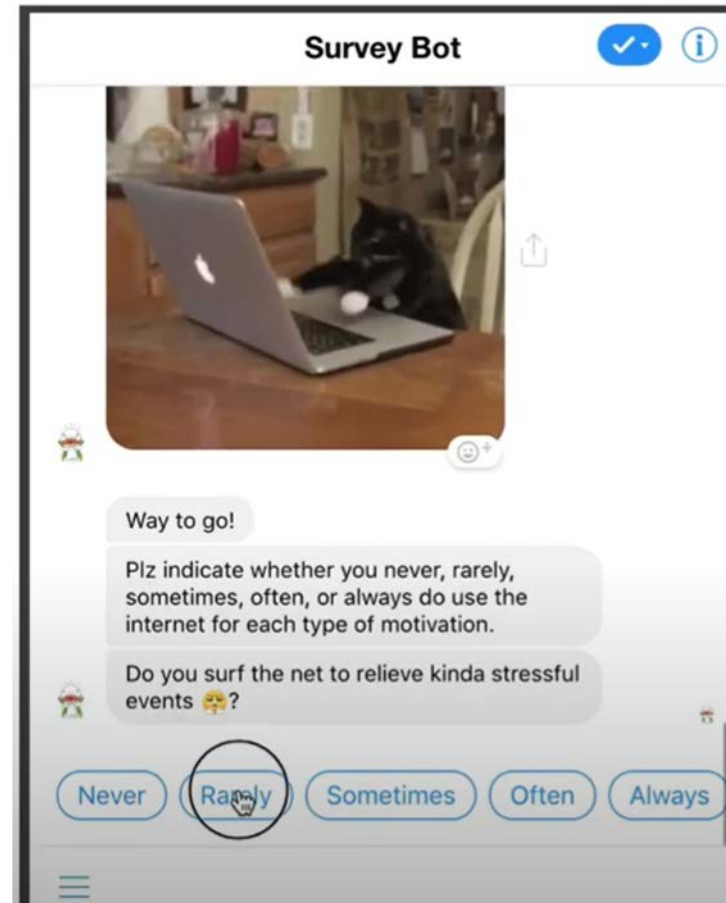 Survey Bot
Way to go!
Plz indicate whether you never, rarely,
sometimes, often, or always do use the
internet for each type of motivation.
Do you surf the net to relieve kinda stressful
events 😤?
Never Rarely Sometimes Often Always